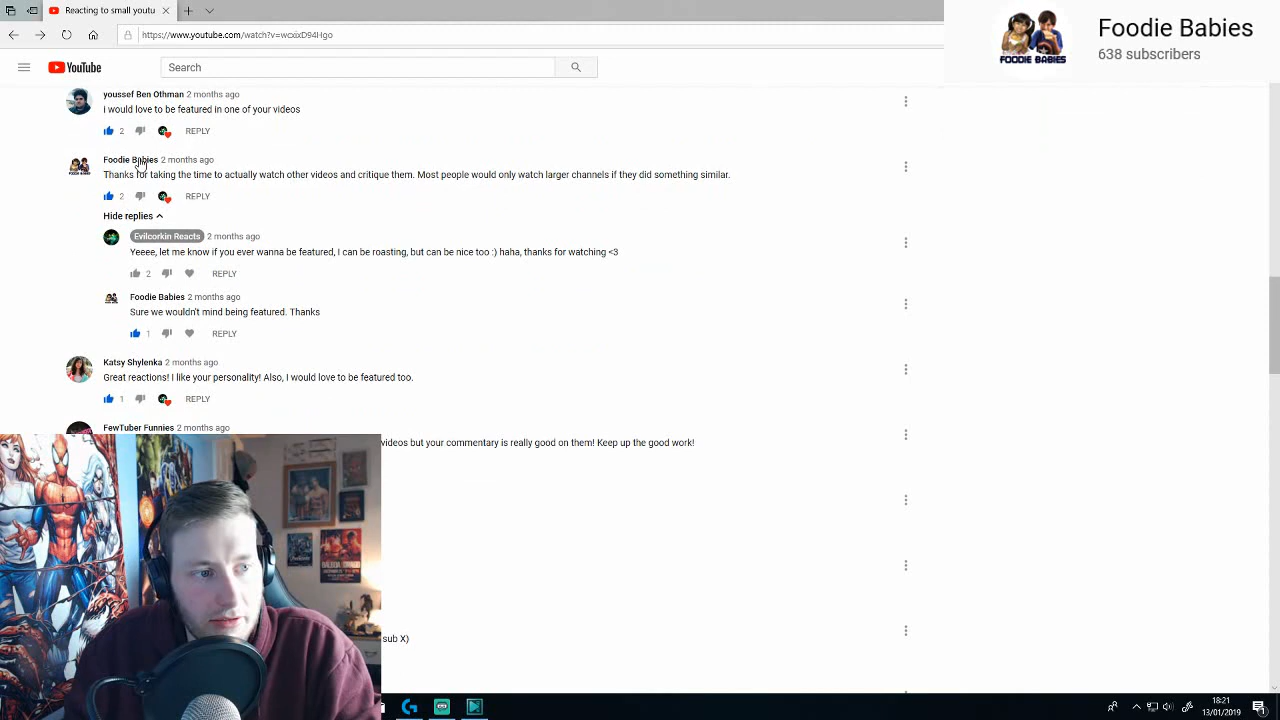 Reacting to small youtu
https://www.youtube.com/watch?v=wcxixD94Hgo
YouTube
Search
Foodie Babies
638 subscribers
FOODIE BABIES
youssef Ben Othman 2 months ago
I would to be featured in one of your videos
2 REPLY
Foodie Babies 2 months ago
Thanks for taking the time to actually watch other videos and critique them. Most people would only watch larger channels if they did something similar.
2 REPLY
Hide replies
Evilcorkin Reacts 2 months ago
Yeeee, let me know if you ever wanna be featured, I can be roasting, but can be nice too :) haha, thanks for watching <3
2 REPLY
Foodie Babies 2 months ago
Sure we wouldn't mind being featured. Thanks
1 REPLY
Katsy Shylenka 2 months ago
Great reactions! I like your personality! Also, I would love to be featured too.
1 REPLY
FewTuber Funnies 2 months ago
videos but your commentary is really good on them! Keep up the good work!
sub X)
18:21
13/01/2019